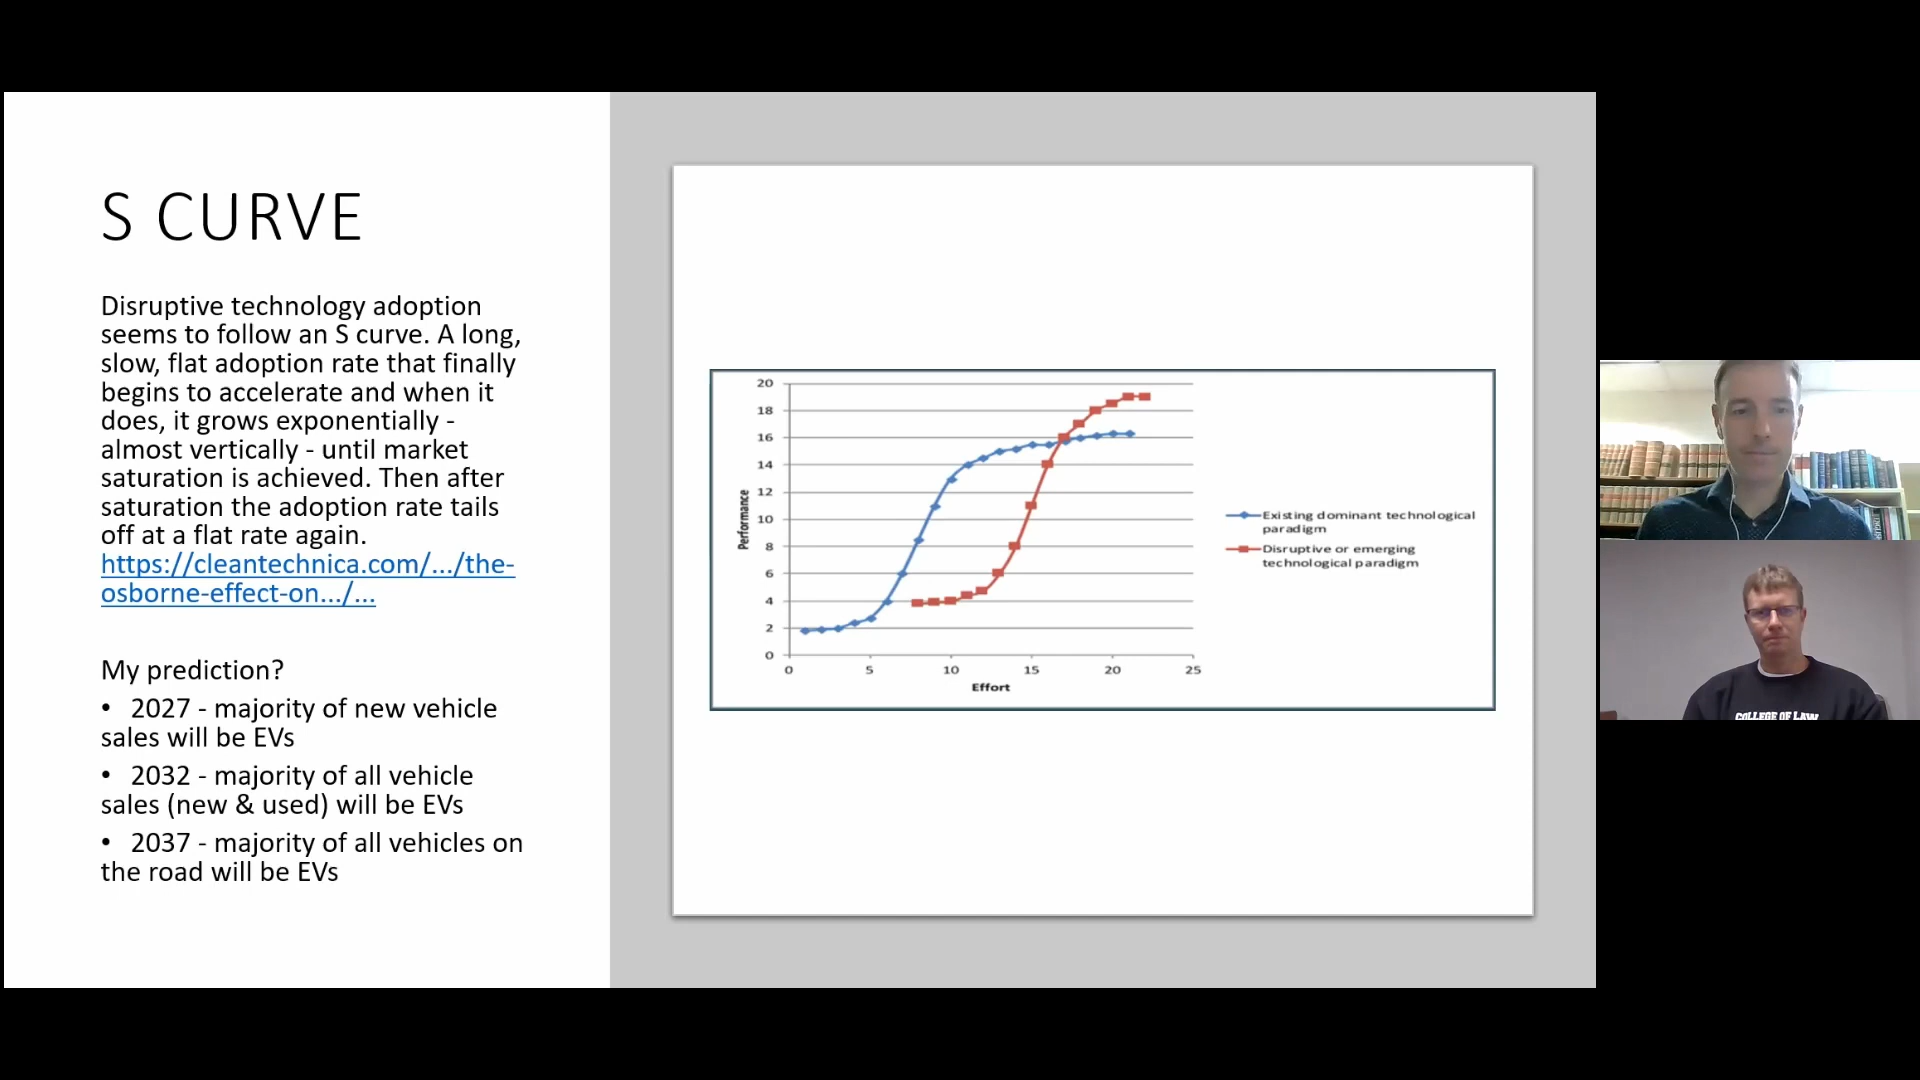 S CURVE
Disruptive technology adoption
seems to follow an S curve. A long,
slow, flat adoption rate that finally
begins to accelerate and when it
does, it grows exponentially -
almost vertically - until market
saturation is achieved. Then after
saturation the adoption rate tails
off at a flat rate again.
https://cleantechnica.com/.../the-
osborne-effect-on.../...
My prediction?
• 2027 - majority of new vehicle
sales will be EVs
• 2032 - majority of all vehicle
sales (new & used) will be EVs
• 2037 - majority of all vehicles on
the road will be EVs
20
18
16
14
12
10
8
6
4
2
0
Performance
0 5 10 15 20 25
Effort
Existing dominant technological
paradigm
Disruptive or emerging
technological paradigm
COLLEGE OF LAW